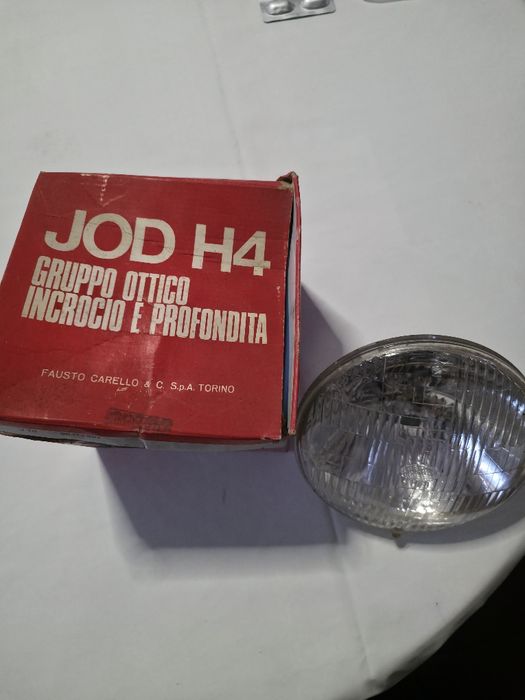 JOD H4
GRUPPO OTTICO
INCROCIO E PROFONDITA
FAUSTO CARELLO & C. S.p.A. TORINO